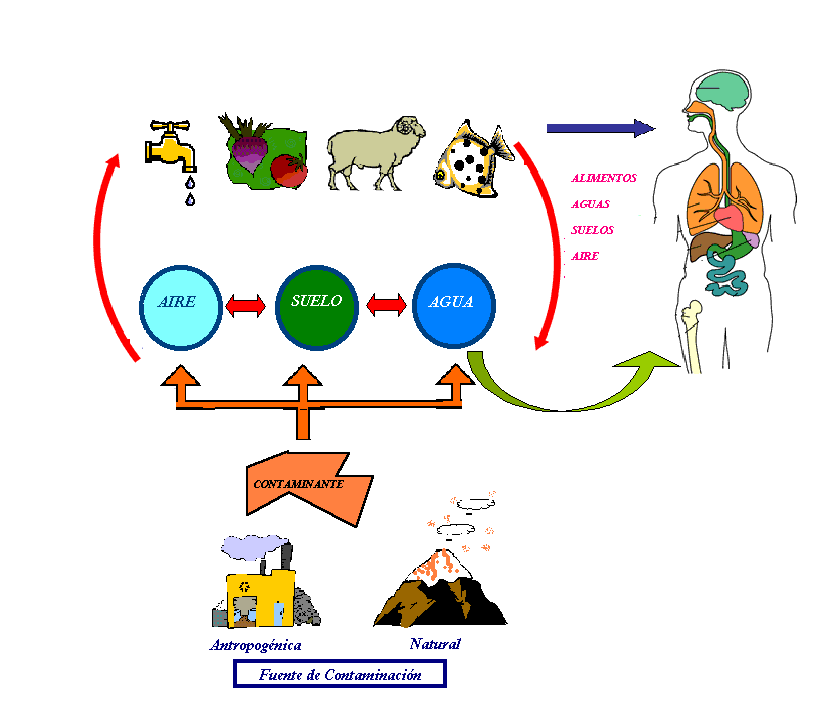 ALIMENTOS
AGUAS
SUELOS
AIRE
AIRE
SUELO
AGUA
CONTAMINANTE
Antropogénica
Natural
Fuente de Contaminación